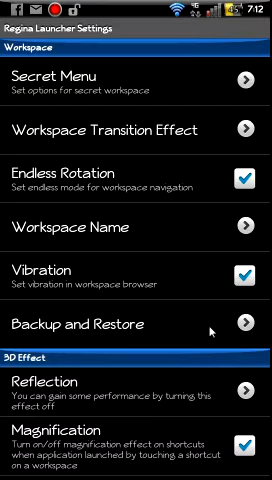 7:12
Regina Launcher Settings
Workspace
Secret Menu
Set options for secret workspace
Workspace Transition Effect
Endless Rotation
Set endless mode for workspace navigation
Workspace Name
Vibration
Set vibration in workspace browser
Backup and Restore
3D Effect
Reflection
You can gain some performance by turning this
effect off
Magnification
Turn on/off magnification effect on shortcuts
when application launched by touching a shortcut
on a workspace